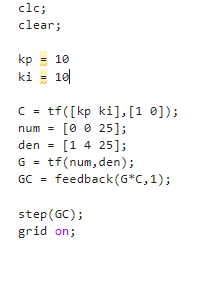 clc;
clear;
kp = 10
ki = 10
C = tf([kp ki],[1 0]);
num = [0 0 25];
den = [1 4 25];
G = tf(num,den);
GC = feedback(G*C,1);
step(GC);
grid on;